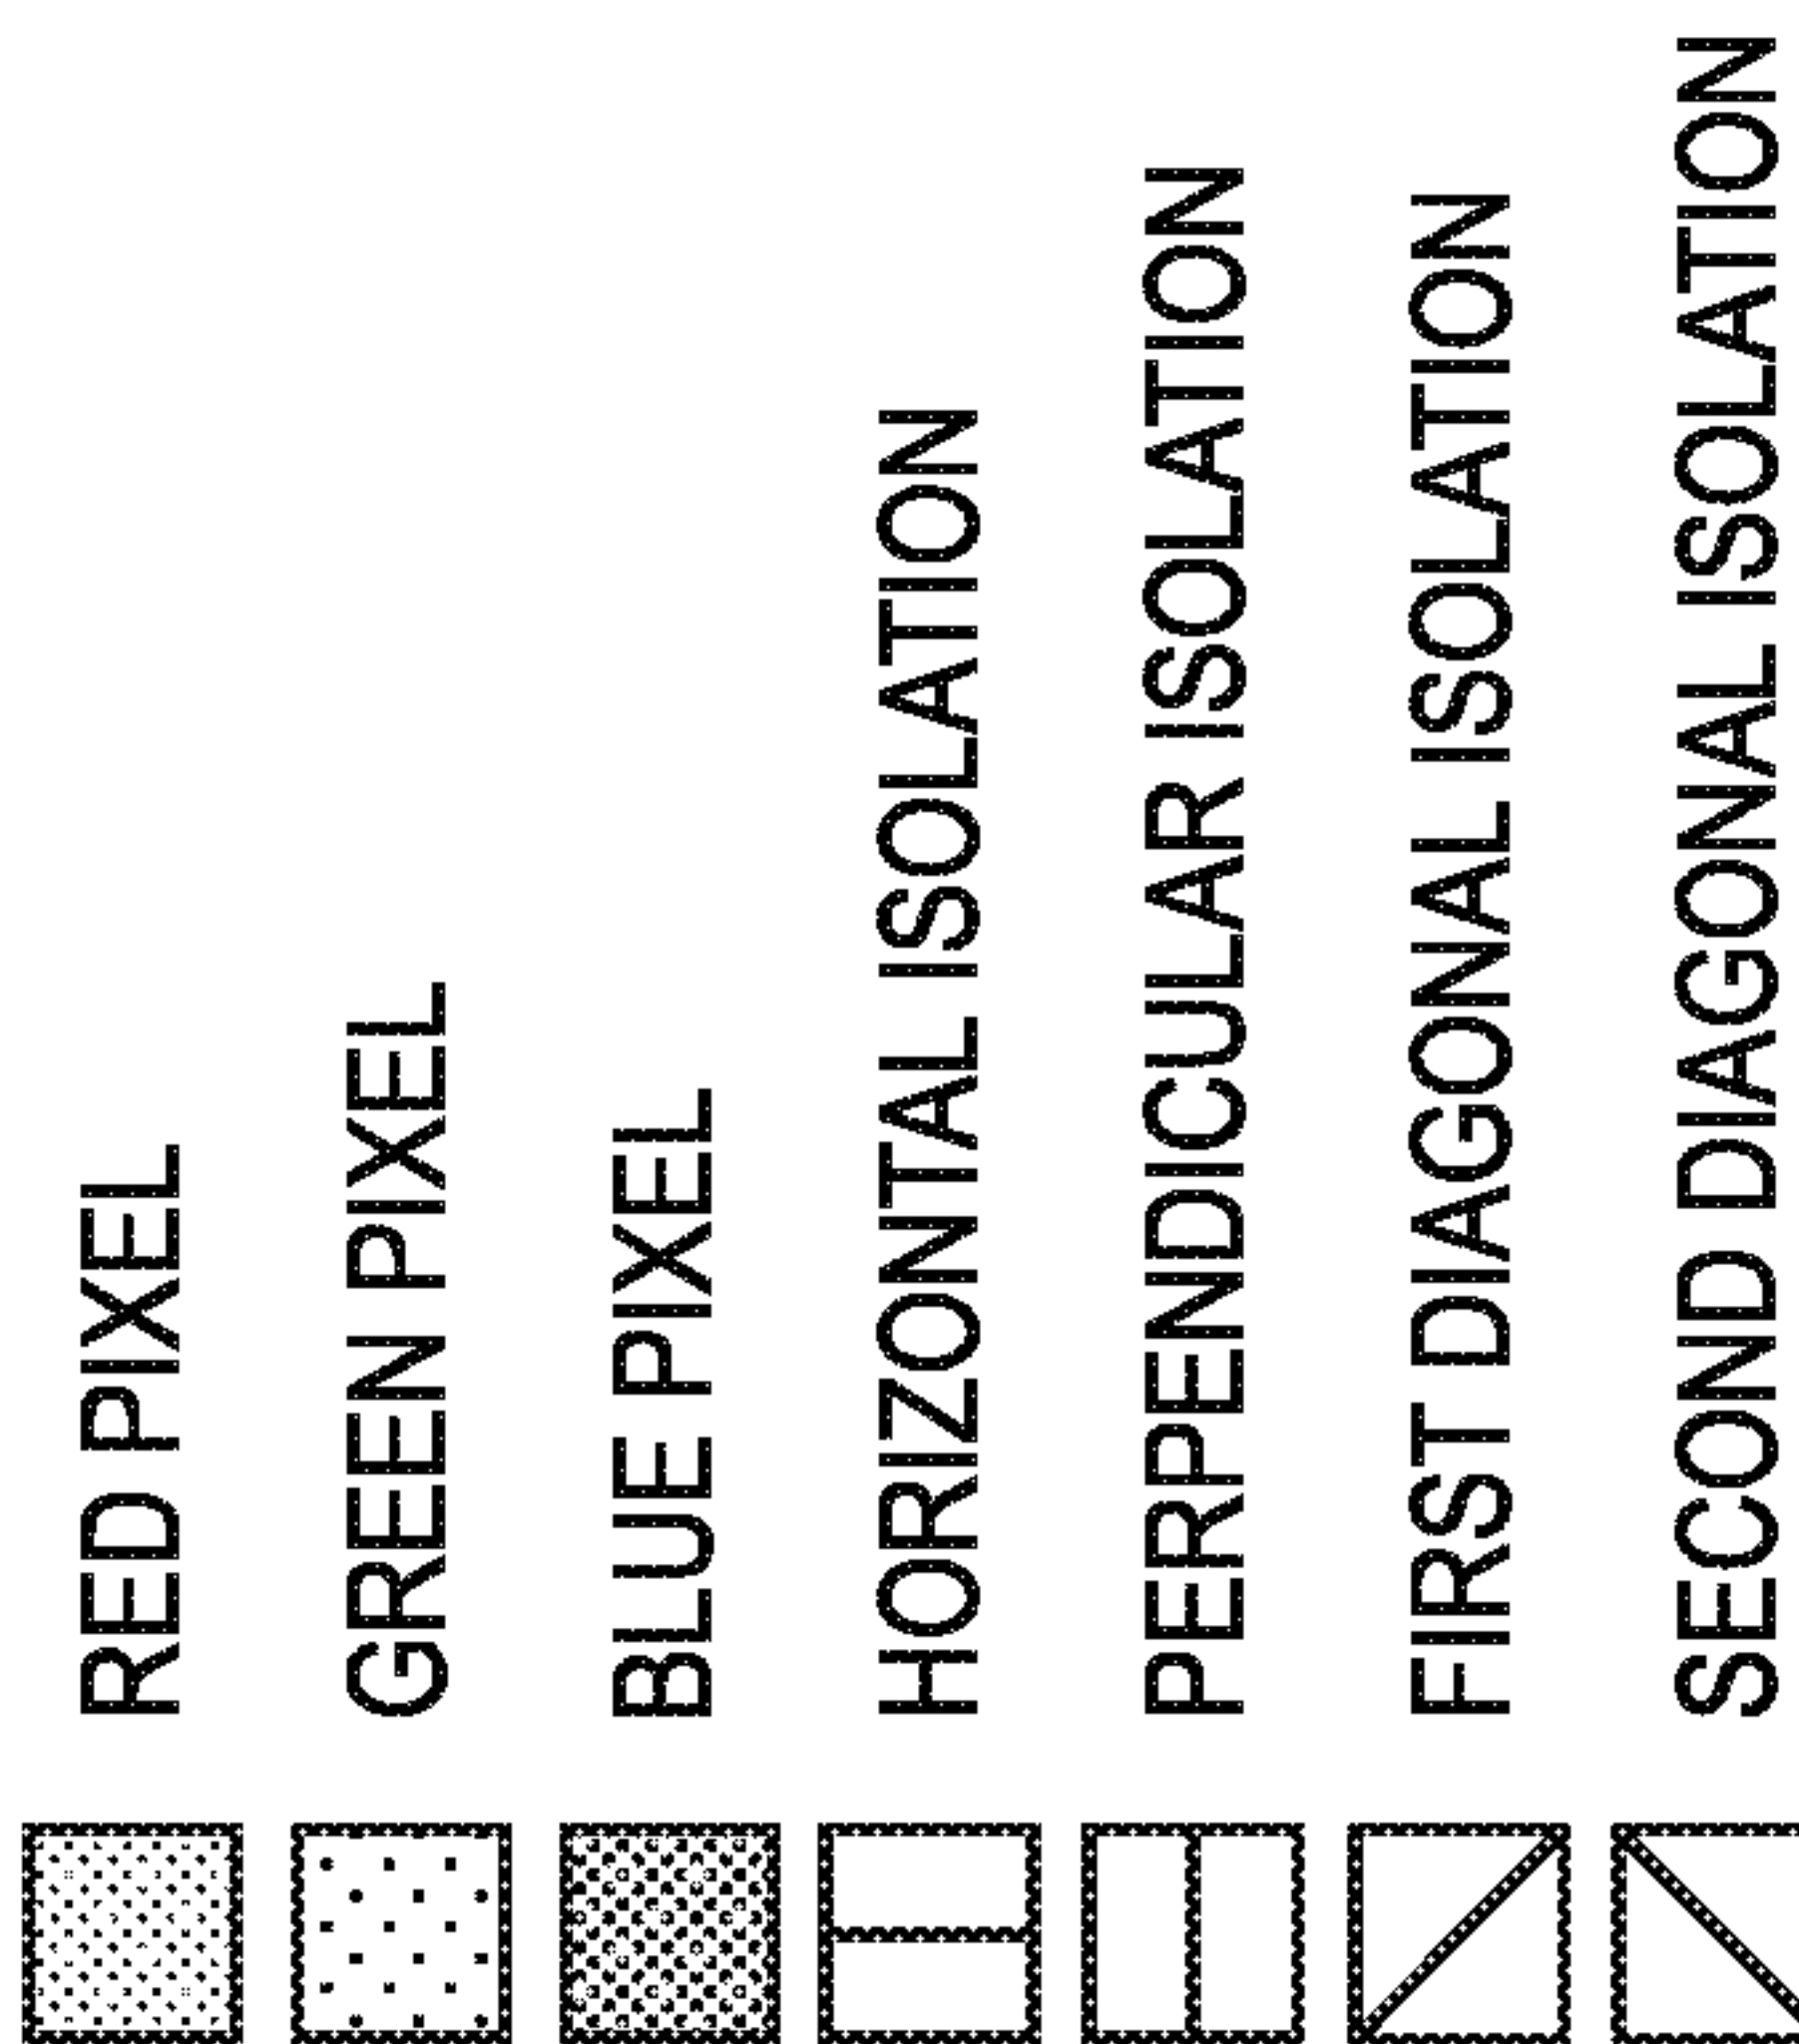 RED PIXEL
GREEN PIXEL
BLUE PIXEL
HORIZONTAL ISOLATION
PERPENDICULAR ISOLATION
FIRST DIAGONAL ISOLATION
SECOND DIAGONAL ISOLATION